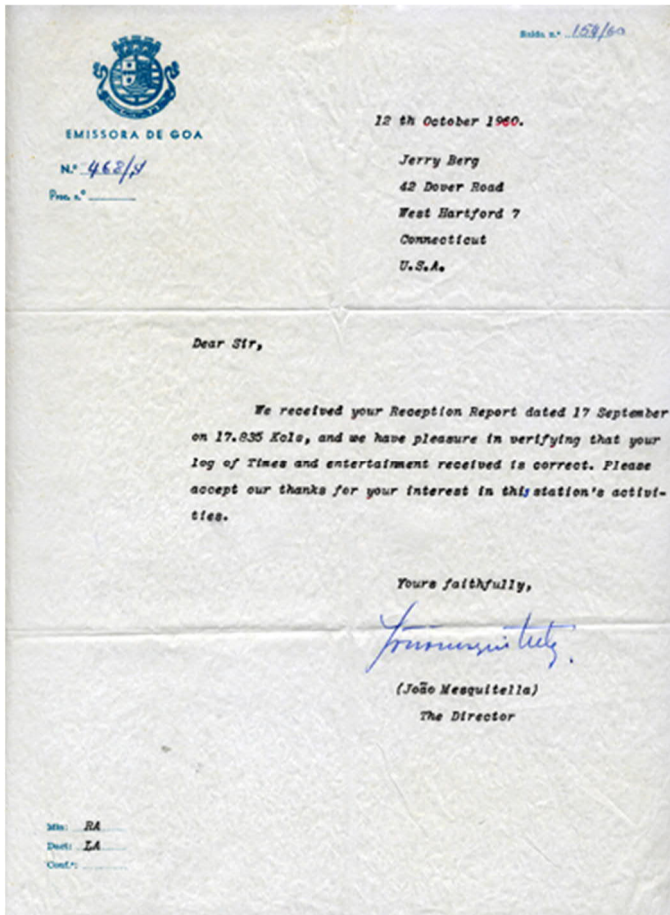 Saída n.º 154/60
EMISSORA DE GOA
N.º 468/S
Proc. n.º
12 th October 1960.
Jerry Berg
42 Dover Road
West Hartford 7
Connecticut
U.S.A.
Dear Sir,
We received your Reception Report dated 17 September
on 17.835 Kcls, and we have pleasure in verifying that your
log of Times and entertainment received is correct. Please
accept our thanks for your interest in this station's activi-
ties.
Yours faithfully,
(João Mesquitella)
The Director
Min: RA
Dact: LA
Conf.º: